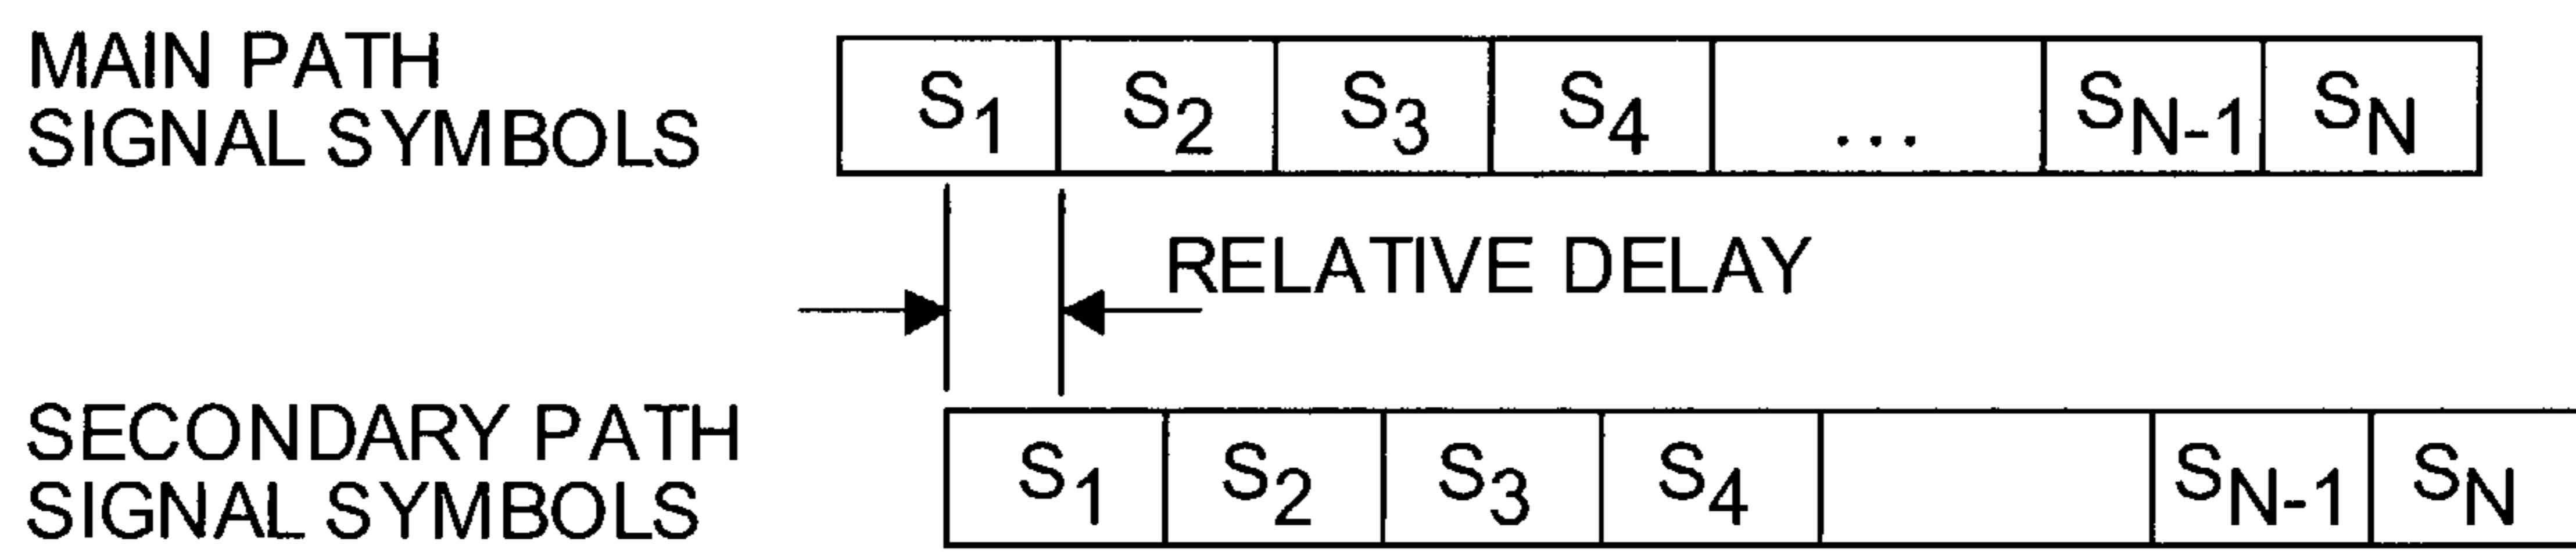 MAIN PATH
SIGNAL SYMBOLS
S1 S2 S3 S4 ... SN-1 SN
RELATIVE DELAY
SECONDARY PATH
SIGNAL SYMBOLS
S1 S2 S3 S4 SN-1 SN